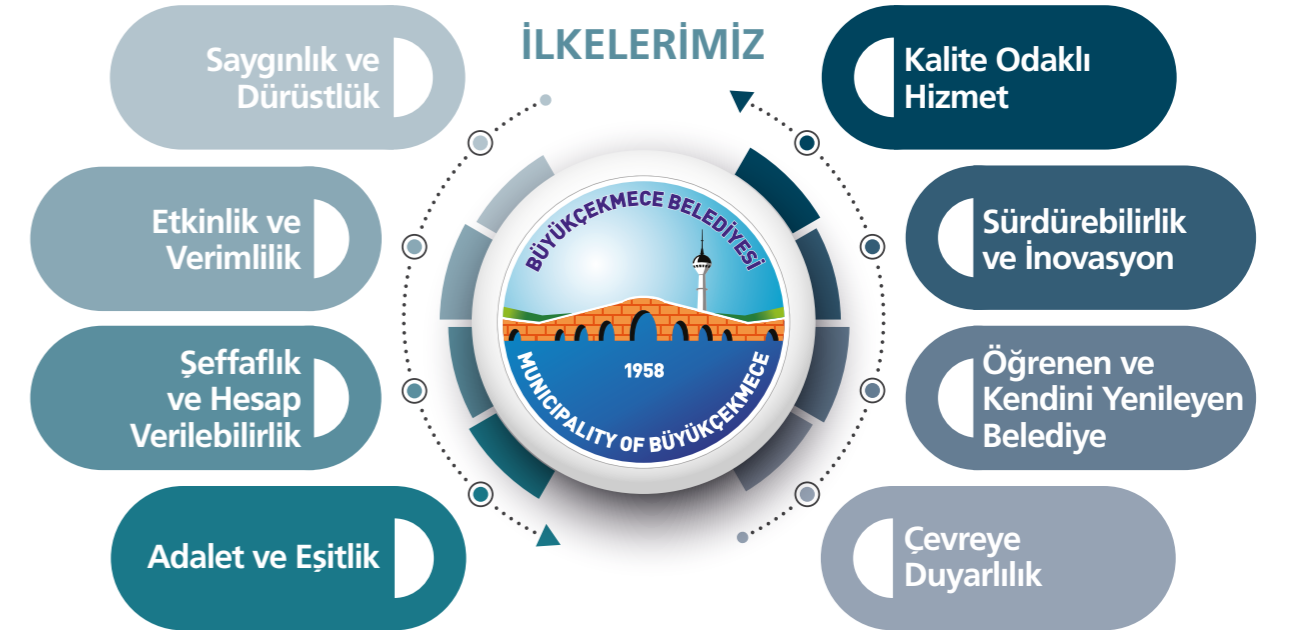 İLKELERİMİZ
Saygınlık ve
Dürüstlük
Etkinlik ve
Verimlilik
Şeffaflık
ve Hesap
Verilebilirlik
Adalet ve Eşitlik
BÜYÜKÇEKMECE BELEDİYESİ
1958
MUNICIPALITY OF BÜYÜKÇEKMECE
Kalite Odaklı
Hizmet
Sürdürebilirlik
ve İnovasyon
Öğrenen ve
Kendini Yenileyen
Belediye
Çevreye
Duyarlılık